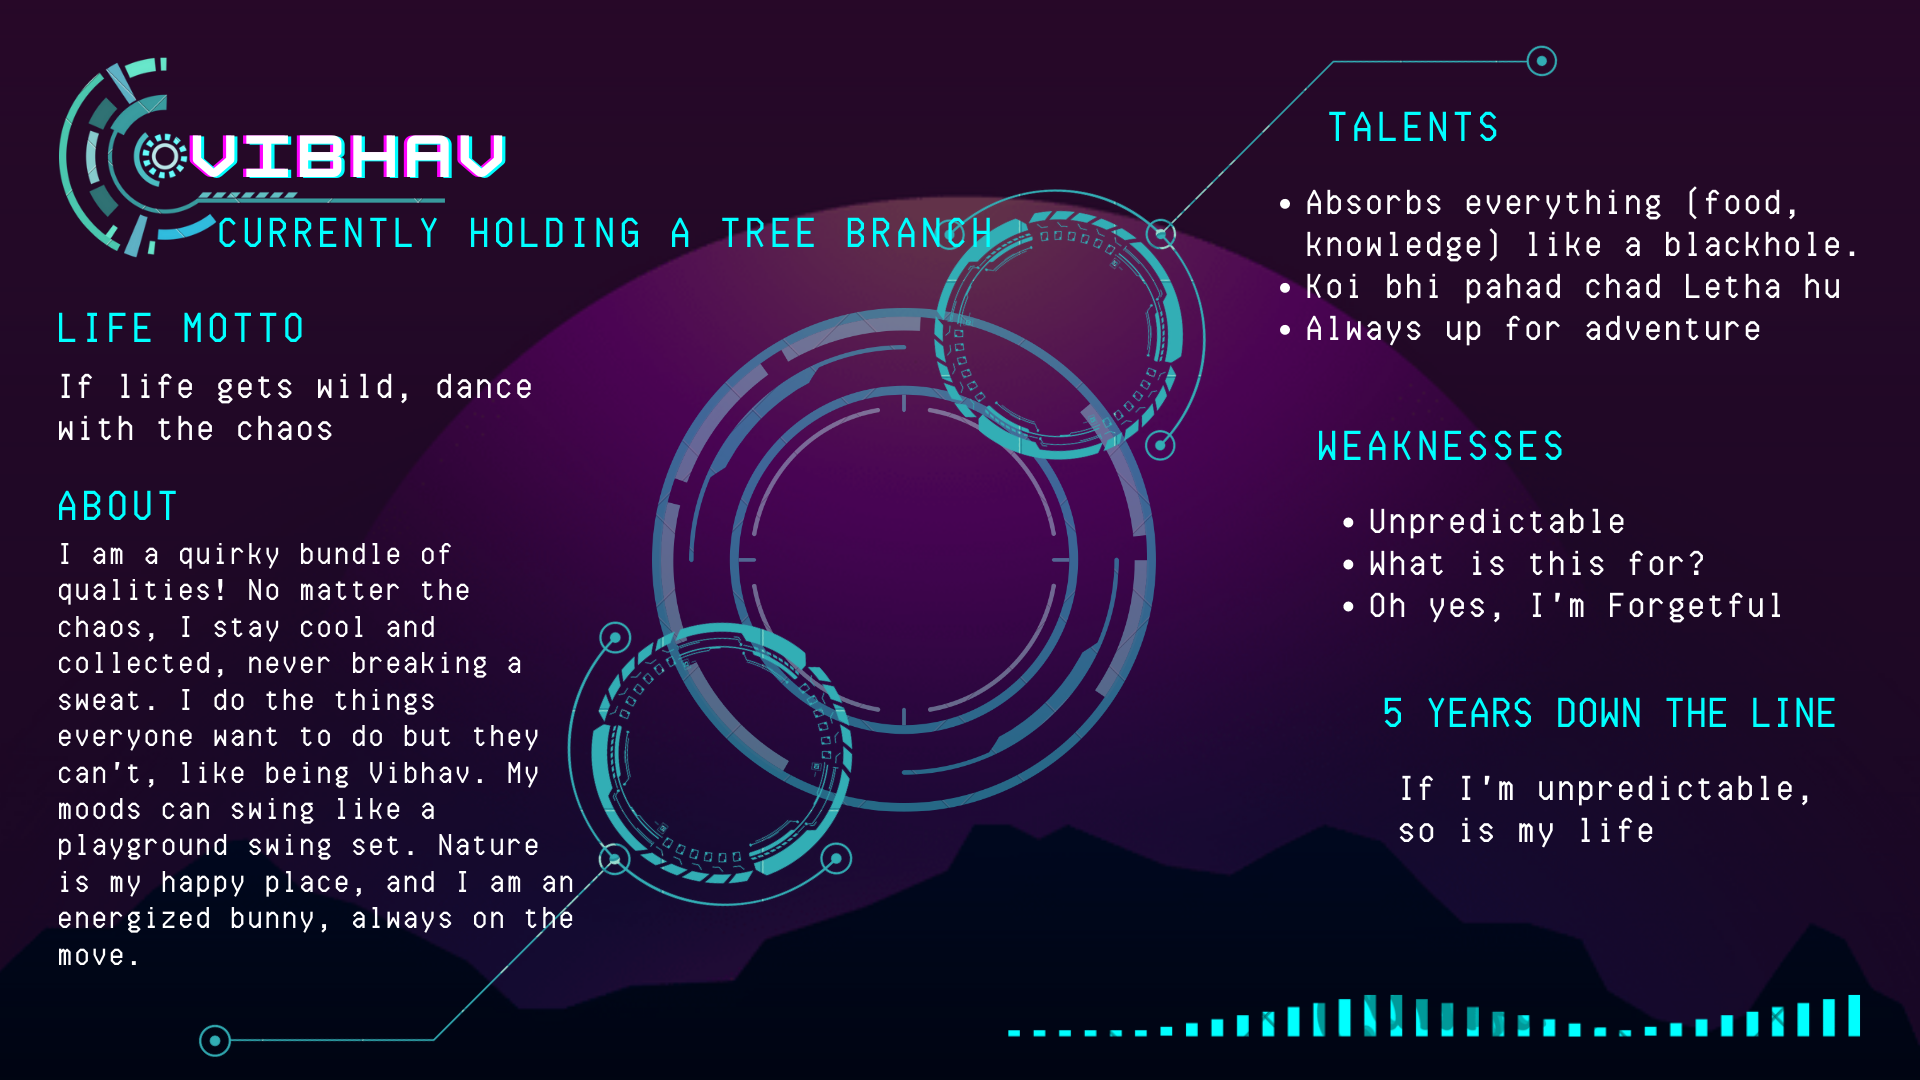 VIBHAV
CURRENTLY HOLDING A TREE BRANCH
LIFE MOTTO
If life gets wild, dance
with the chaos
ABOUT
I am a quirky bundle of
qualities! No matter the
chaos, I stay cool and
collected, never breaking a
sweat. I do the things
everyone want to do but they
can't, like being Vibhav. My
moods can swing like a
playground swing set. Nature
is my happy place, and I am an
energized bunny, always on the
move.
TALENTS
• Absorbs everything (food,
knowledge) like a blackhole.
• Koi bhi pahad chad Letha hu
• Always up for adventure
WEAKNESSES
• Unpredictable
• What is this for?
• Oh yes, I'm Forgetful
5 YEARS DOWN THE LINE
If I'm unpredictable,
so is my life